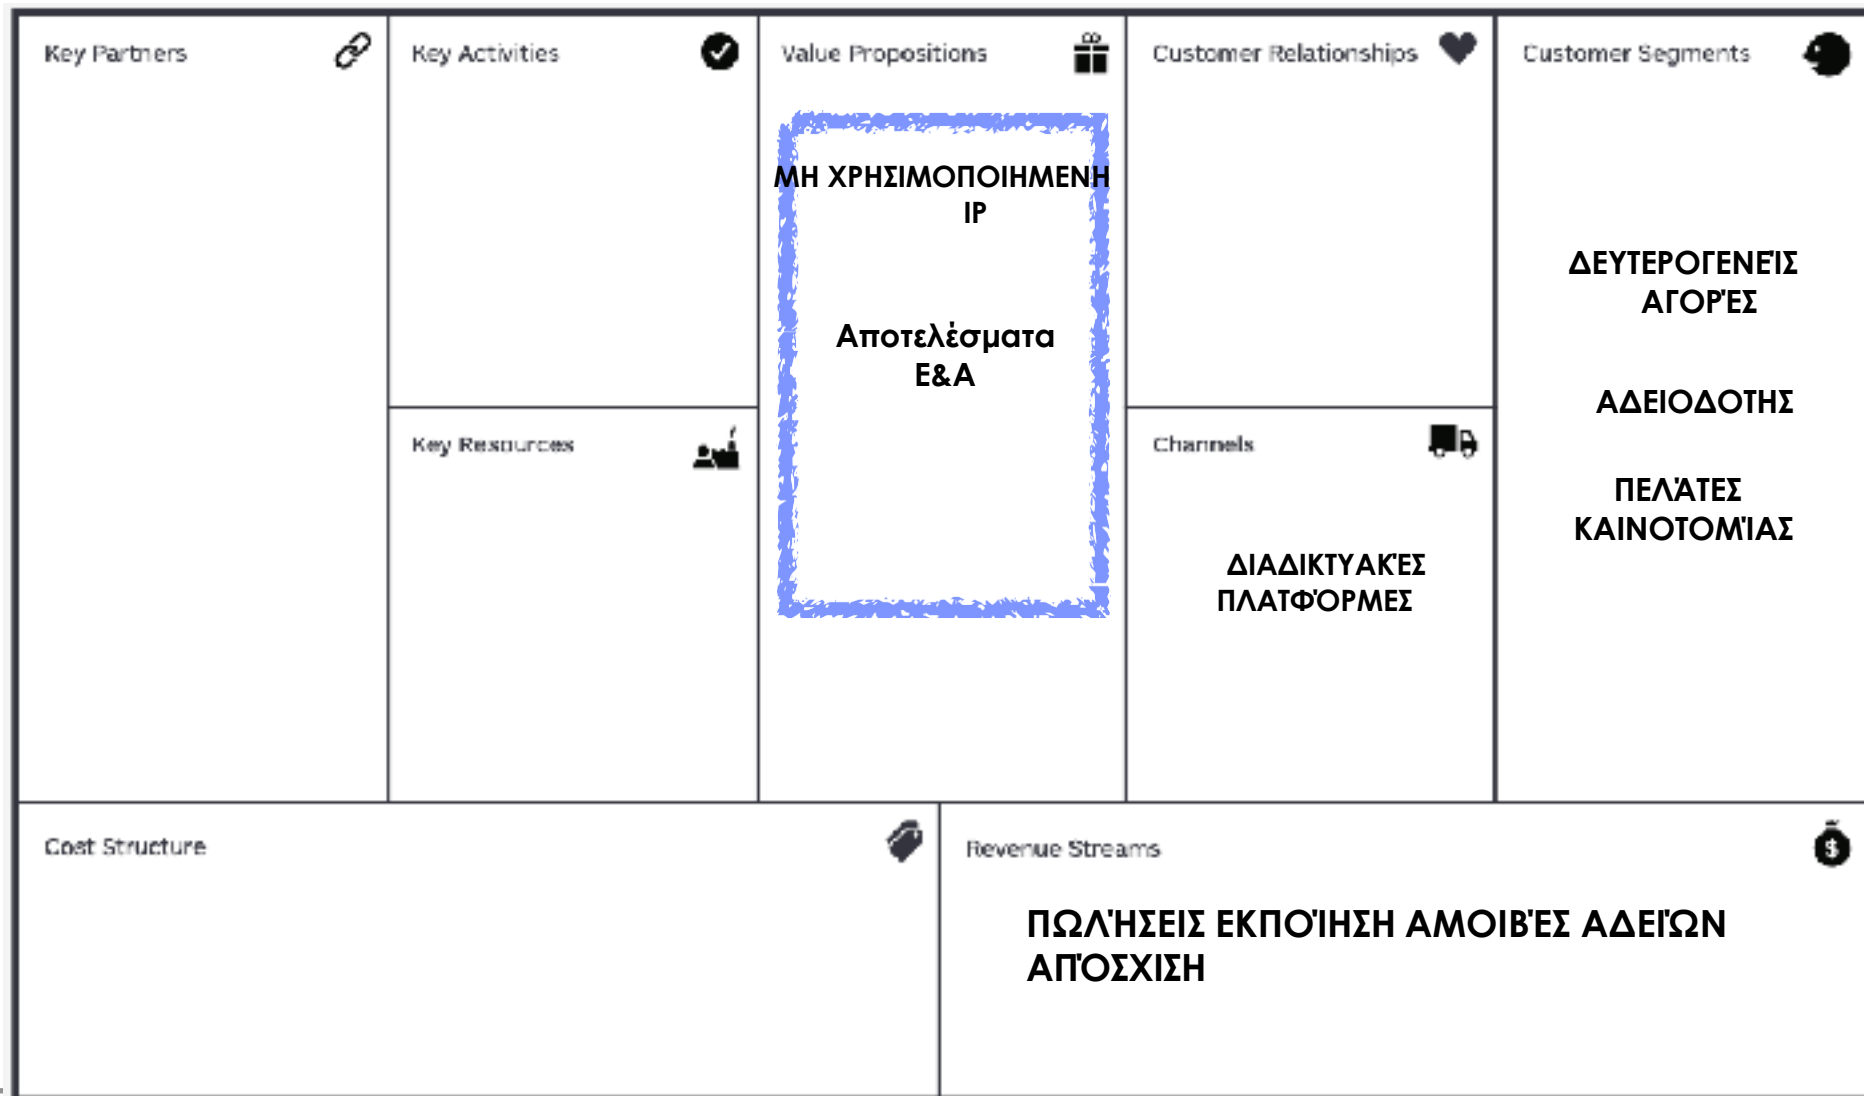 Key Partners
Key Activities
Value Propositions
ΜΗ ΧΡΗΣΙΜΟΠΟΙΗΜΕΝΗ
IP
Αποτελέσματα
Ε&Α
Customer Relationships
Customer Segments
ΔΕΥΤΕΡΟΓΕΝΕΊΣ
ΑΓΟΡΈΣ
ΑΔΕΙΟΔΟΤΗΣ
ΠΕΛΆΤΕΣ
ΚΑΙΝΟΤΟΜΊΑΣ
Key Resources
Channels
ΔΙΑΔΙΚΤΥΑΚΈΣ
ΠΛΑΤΦΌΡΜΕΣ
Cost Structure
Revenue Streams
$
ΠΩΛΉΣΕΙΣ ΕΚΠΟΊΗΣΗ ΑΜΟΙΒΈΣ ΑΔΕΙΏΝ
ΑΠΌΣΧΙΣΗ